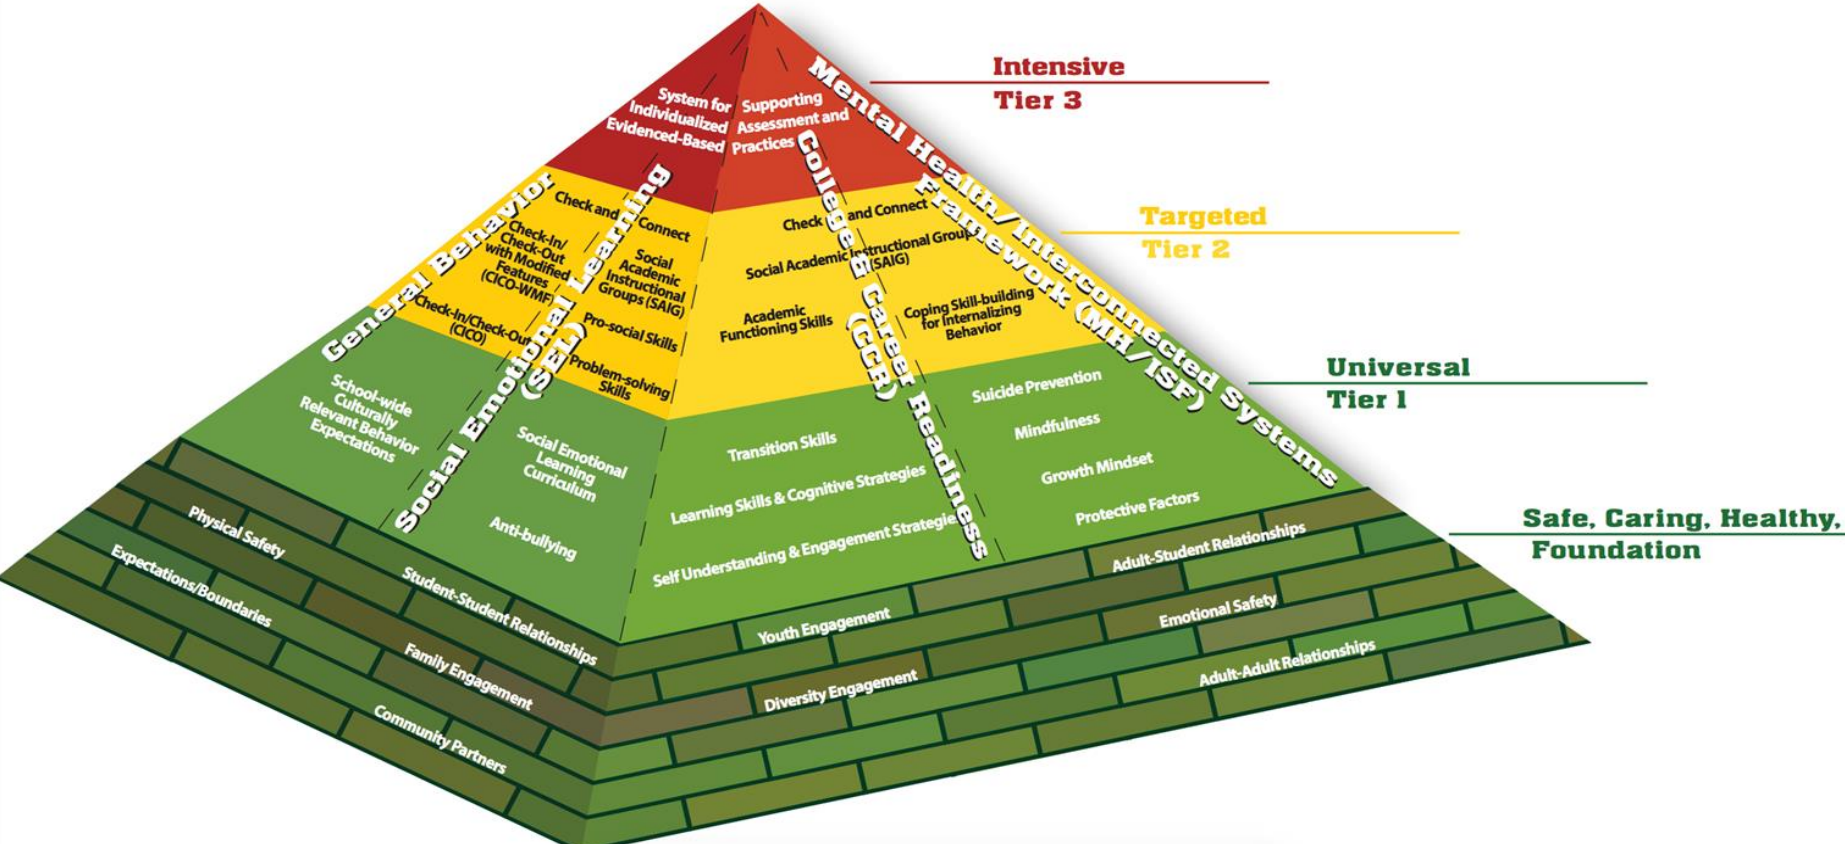 Intensive
Tier 3
Targeted
Tier 2
Universal
Tier 1
Safe, Caring, Healthy,
Foundation
General Behavior
Social Emotional Learning
(SEL)
College & Career Readiness
(CCR)
Mental Health/Interconnected Systems
Framework (MH/ISF)
System for
Individualized
Evidenced-Based
Supporting
Assessment and
Practices
Check and Connect
Check-In/
Check-Out
with Modified
Features
(CICO-WMF)
Check-In/Check-Out
(CICO)
Social
Academic
Instructional
Groups (SAIG)
Pro-social Skills
Problem-solving
Skills
Check and Connect
Social Academic Instructional Group
(SAIG)
Academic
Functioning Skills
Coping Skill-building
for Internalizing
Behavior
School-wide
Culturally
Relevant Behavior
Expectations
Social Emotional
Learning
Curriculum
Anti-bullying
Transition Skills
Learning Skills & Cognitive Strategies
Self Understanding & Engagement Strategie
Suicide Prevention
Mindfulness
Growth Mindset
Protective Factors
Physical Safety
Student-Student Relationships
Expectations/Boundaries
Family Engagement
Community Partners
Youth Engagement
Adult-Student Relationships
Emotional Safety
Diversity Engagement
Adult-Adult Relationships